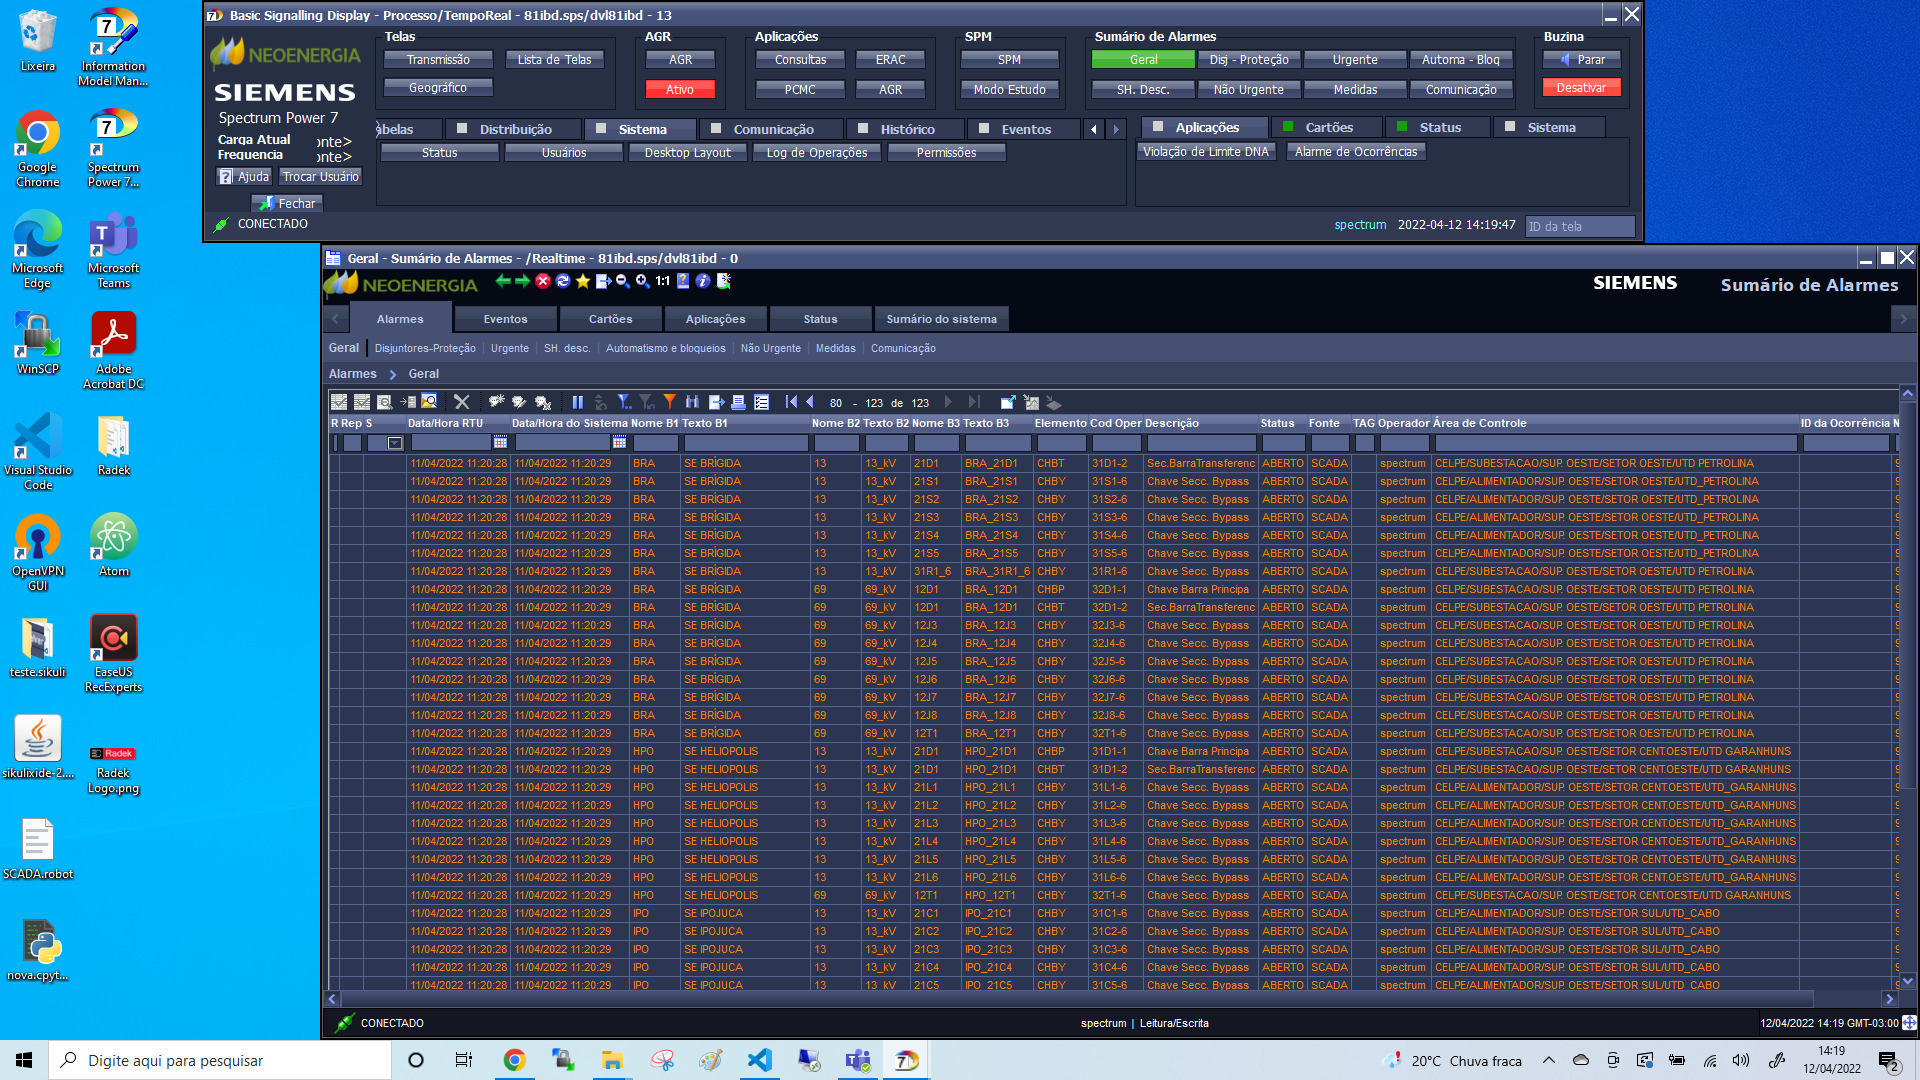 Lixeira
Information Model Man...
Google Chrome
Spectrum Power 7...
Microsoft Edge
Microsoft Teams
WinSCP
Adobe Acrobat DC
Visual Studio Code
Radek
OpenVPN GUI
Atom
teste.sikuli
EaseUS RecExperts
sikulixide-2....
Radek
Radek Logo.png
SCADA.robot
nova.cpyt...
Basic Signalling Display - Processo/TempoReal - 81ibd.sps/dvl81ibd - 13
NEOENERGIA
SIEMENS
Spectrum Power 7
Carga Atual onte>
Frequencia onte>
Ajuda Trocar Usuário
Fechar
CONECTADO
Telas
Transmissão Lista de Telas
Geográfico
AGR
AGR
Ativo
Aplicações
Consultas ERAC
PCMC AGR
SPM
SPM
Modo Estudo
Sumário de Alarmes
Geral Disj - Proteção Urgente Automa - Bloq
SH. Desc. Não Urgente Medidas Comunicação
Buzina
Parar
Desativar
abelas Distribuição Sistema Comunicação Histórico Eventos
Status Usuários Desktop Layout Log de Operações Permissões
Aplicações Cartões Status Sistema
Violação de Limite DNA Alarme de Ocorrências
spectrum 2022-04-12 14:19:47 ID da tela
Geral - Sumário de Alarmes - /Realtime - 81ibd.sps/dvl81ibd - 0
NEOENERGIA 1:1 SIEMENS Sumário de Alarmes
Alarmes Eventos Cartões Aplicações Status Sumário do sistema
Geral Disjuntores-Proteção Urgente SH. desc. Automatismo e bloqueios Não Urgente Medidas Comunicação
Alarmes Geral
80 - 123 de 123
R Rep S Data/Hora RTU Data/Hora do Sistema Nome B1 Texto B1 Nome B2 Texto B2 Nome B3 Texto B3 Elemento Cod Oper Descrição Status Fonte TAG Operador Área de Controle ID da Ocorrência N
11/04/2022 11:20:28 11/04/2022 11:20:29 BRA SE BRÍGIDA 13 13_kV 21D1 BRA_21D1 CHBT 31D1-2 Sec.BarraTransferenc ABERTO SCADA spectrum CELPE/SUBESTACAO/SUP. OESTE/SETOR OESTE/UTD PETROLINA
11/04/2022 11:20:28 11/04/2022 11:20:29 BRA SE BRÍGIDA 13 13_kV 21S1 BRA_21S1 CHBY 31S1-6 Chave Secc. Bypass ABERTO SCADA spectrum CELPE/ALIMENTADOR/SUP. OESTE/SETOR OESTE/UTD_PETROLINA
11/04/2022 11:20:28 11/04/2022 11:20:29 BRA SE BRÍGIDA 13 13_kV 21S2 BRA_21S2 CHBY 31S2-6 Chave Secc. Bypass ABERTO SCADA spectrum CELPE/ALIMENTADOR/SUP. OESTE/SETOR OESTE/UTD_PETROLINA
11/04/2022 11:20:28 11/04/2022 11:20:29 BRA SE BRÍGIDA 13 13_kV 21S3 BRA_21S3 CHBY 31S3-6 Chave Secc. Bypass ABERTO SCADA spectrum CELPE/ALIMENTADOR/SUP. OESTE/SETOR OESTE/UTD_PETROLINA
11/04/2022 11:20:28 11/04/2022 11:20:29 BRA SE BRÍGIDA 13 13_kV 21S4 BRA_21S4 CHBY 31S4-6 Chave Secc. Bypass ABERTO SCADA spectrum CELPE/ALIMENTADOR/SUP. OESTE/SETOR OESTE/UTD_PETROLINA
11/04/2022 11:20:28 11/04/2022 11:20:29 BRA SE BRÍGIDA 13 13_kV 21S5 BRA_21S5 CHBY 31S5-6 Chave Secc. Bypass ABERTO SCADA spectrum CELPE/ALIMENTADOR/SUP. OESTE/SETOR OESTE/UTD_PETROLINA
11/04/2022 11:20:28 11/04/2022 11:20:29 BRA SE BRÍGIDA 13 13_kV 31R1_6 BRA_31R1_6 CHBY 31R1-6 Chave Secc. Bypass ABERTO SCADA spectrum CELPE/SUBESTACAO/SUP. OESTE/SETOR OESTE/UTD PETROLINA
11/04/2022 11:20:28 11/04/2022 11:20:29 BRA SE BRÍGIDA 69 69_kV 12D1 BRA_12D1 CHBP 32D1-1 Chave Barra Principa ABERTO SCADA spectrum CELPE/SUBESTACAO/SUP. OESTE/SETOR OESTE/UTD PETROLINA
11/04/2022 11:20:28 11/04/2022 11:20:29 BRA SE BRÍGIDA 69 69_kV 12D1 BRA_12D1 CHBT 32D1-2 Sec.BarraTransferenc ABERTO SCADA spectrum CELPE/SUBESTACAO/SUP. OESTE/SETOR OESTE/UTD PETROLINA
11/04/2022 11:20:28 11/04/2022 11:20:29 BRA SE BRÍGIDA 69 69_kV 12J3 BRA_12J3 CHBY 32J3-6 Chave Secc. Bypass ABERTO SCADA spectrum CELPE/SUBESTACAO/SUP. OESTE/SETOR OESTE/UTD PETROLINA
11/04/2022 11:20:28 11/04/2022 11:20:29 BRA SE BRÍGIDA 69 69_kV 12J4 BRA_12J4 CHBY 32J4-6 Chave Secc. Bypass ABERTO SCADA spectrum CELPE/SUBESTACAO/SUP. OESTE/SETOR OESTE/UTD PETROLINA
11/04/2022 11:20:28 11/04/2022 11:20:29 BRA SE BRÍGIDA 69 69_kV 12J5 BRA_12J5 CHBY 32J5-6 Chave Secc. Bypass ABERTO SCADA spectrum CELPE/SUBESTACAO/SUP. OESTE/SETOR OESTE/UTD PETROLINA
11/04/2022 11:20:28 11/04/2022 11:20:29 BRA SE BRÍGIDA 69 69_kV 12J6 BRA_12J6 CHBY 32J6-6 Chave Secc. Bypass ABERTO SCADA spectrum CELPE/SUBESTACAO/SUP. OESTE/SETOR OESTE/UTD PETROLINA
11/04/2022 11:20:28 11/04/2022 11:20:29 BRA SE BRÍGIDA 69 69_kV 12J7 BRA_12J7 CHBY 32J7-6 Chave Secc. Bypass ABERTO SCADA spectrum CELPE/SUBESTACAO/SUP. OESTE/SETOR OESTE/UTD PETROLINA
11/04/2022 11:20:28 11/04/2022 11:20:29 BRA SE BRÍGIDA 69 69_kV 12J8 BRA_12J8 CHBY 32J8-6 Chave Secc. Bypass ABERTO SCADA spectrum CELPE/SUBESTACAO/SUP. OESTE/SETOR OESTE/UTD PETROLINA
11/04/2022 11:20:28 11/04/2022 11:20:29 BRA SE BRÍGIDA 69 69_kV 12T1 BRA_12T1 CHBY 32T1-6 Chave Secc. Bypass ABERTO SCADA spectrum CELPE/SUBESTACAO/SUP. OESTE/SETOR OESTE/UTD PETROLINA
11/04/2022 11:20:28 11/04/2022 11:20:29 HPO SE HELIOPOLIS 13 13_kV 21D1 HPO_21D1 CHBP 31D1-1 Chave Barra Principa ABERTO SCADA spectrum CELPE/SUBESTACAO/SUP. OESTE/SETOR CENT.OESTE/UTD GARANHUNS
11/04/2022 11:20:28 11/04/2022 11:20:29 HPO SE HELIOPOLIS 13 13_kV 21D1 HPO_21D1 CHBT 31D1-2 Sec.BarraTransferenc ABERTO SCADA spectrum CELPE/SUBESTACAO/SUP. OESTE/SETOR CENT.OESTE/UTD GARANHUNS
11/04/2022 11:20:28 11/04/2022 11:20:29 HPO SE HELIOPOLIS 13 13_kV 21L1 HPO_21L1 CHBY 31L1-6 Chave Secc. Bypass ABERTO SCADA spectrum CELPE/ALIMENTADOR/SUP. OESTE/SETOR CENT.OESTE/UTD_GARANHUNS
11/04/2022 11:20:28 11/04/2022 11:20:29 HPO SE HELIOPOLIS 13 13_kV 21L2 HPO_21L2 CHBY 31L2-6 Chave Secc. Bypass ABERTO SCADA spectrum CELPE/ALIMENTADOR/SUP. OESTE/SETOR CENT.OESTE/UTD_GARANHUNS
11/04/2022 11:20:28 11/04/2022 11:20:29 HPO SE HELIOPOLIS 13 13_kV 21L3 HPO_21L3 CHBY 31L3-6 Chave Secc. Bypass ABERTO SCADA spectrum CELPE/ALIMENTADOR/SUP. OESTE/SETOR CENT.OESTE/UTD_GARANHUNS
11/04/2022 11:20:28 11/04/2022 11:20:29 HPO SE HELIOPOLIS 13 13_kV 21L4 HPO_21L4 CHBY 31L4-6 Chave Secc. Bypass ABERTO SCADA spectrum CELPE/ALIMENTADOR/SUP. OESTE/SETOR CENT.OESTE/UTD_GARANHUNS
11/04/2022 11:20:28 11/04/2022 11:20:29 HPO SE HELIOPOLIS 13 13_kV 21L5 HPO_21L5 CHBY 31L5-6 Chave Secc. Bypass ABERTO SCADA spectrum CELPE/ALIMENTADOR/SUP. OESTE/SETOR CENT.OESTE/UTD_GARANHUNS
11/04/2022 11:20:28 11/04/2022 11:20:29 HPO SE HELIOPOLIS 13 13_kV 21L6 HPO_21L6 CHBY 31L6-6 Chave Secc. Bypass ABERTO SCADA spectrum CELPE/ALIMENTADOR/SUP. OESTE/SETOR CENT.OESTE/UTD_GARANHUNS
11/04/2022 11:20:28 11/04/2022 11:20:29 HPO SE HELIOPOLIS 69 69_kV 12T1 HPO_12T1 CHBY 32T1-6 Chave Secc. Bypass ABERTO SCADA spectrum CELPE/SUBESTACAO/SUP. OESTE/SETOR CENT.OESTE/UTD GARANHUNS
11/04/2022 11:20:28 11/04/2022 11:20:29 IPO SE IPOJUCA 13 13_kV 21C1 IPO_21C1 CHBY 31C1-6 Chave Secc. Bypass ABERTO SCADA spectrum CELPE/ALIMENTADOR/SUP. OESTE/SETOR SUL/UTD_CABO
11/04/2022 11:20:28 11/04/2022 11:20:29 IPO SE IPOJUCA 13 13_kV 21C2 IPO_21C2 CHBY 31C2-6 Chave Secc. Bypass ABERTO SCADA spectrum CELPE/ALIMENTADOR/SUP. OESTE/SETOR SUL/UTD_CABO
11/04/2022 11:20:28 11/04/2022 11:20:29 IPO SE IPOJUCA 13 13_kV 21C3 IPO_21C3 CHBY 31C3-6 Chave Secc. Bypass ABERTO SCADA spectrum CELPE/ALIMENTADOR/SUP. OESTE/SETOR SUL/UTD_CABO
11/04/2022 11:20:28 11/04/2022 11:20:29 IPO SE IPOJUCA 13 13_kV 21C4 IPO_21C4 CHBY 31C4-6 Chave Secc. Bypass ABERTO SCADA spectrum CELPE/ALIMENTADOR/SUP. OESTE/SETOR SUL/UTD_CABO
11/04/2022 11:20:28 11/04/2022 11:20:29 IPO SE IPOJUCA 13 13_kV 21C5 IPO_21C5 CHBY 31C5-6 Chave Secc. Bypass ABERTO SCADA spectrum CELPE/ALIMENTADOR/SUP. OESTE/SETOR SUL/UTD_CABO
CONECTADO spectrum | Leitura/Escrita 12/04/2022 14:19 GMT-03:00
Digite aqui para pesquisar 20°C Chuva fraca 14:19
12/04/2022 2